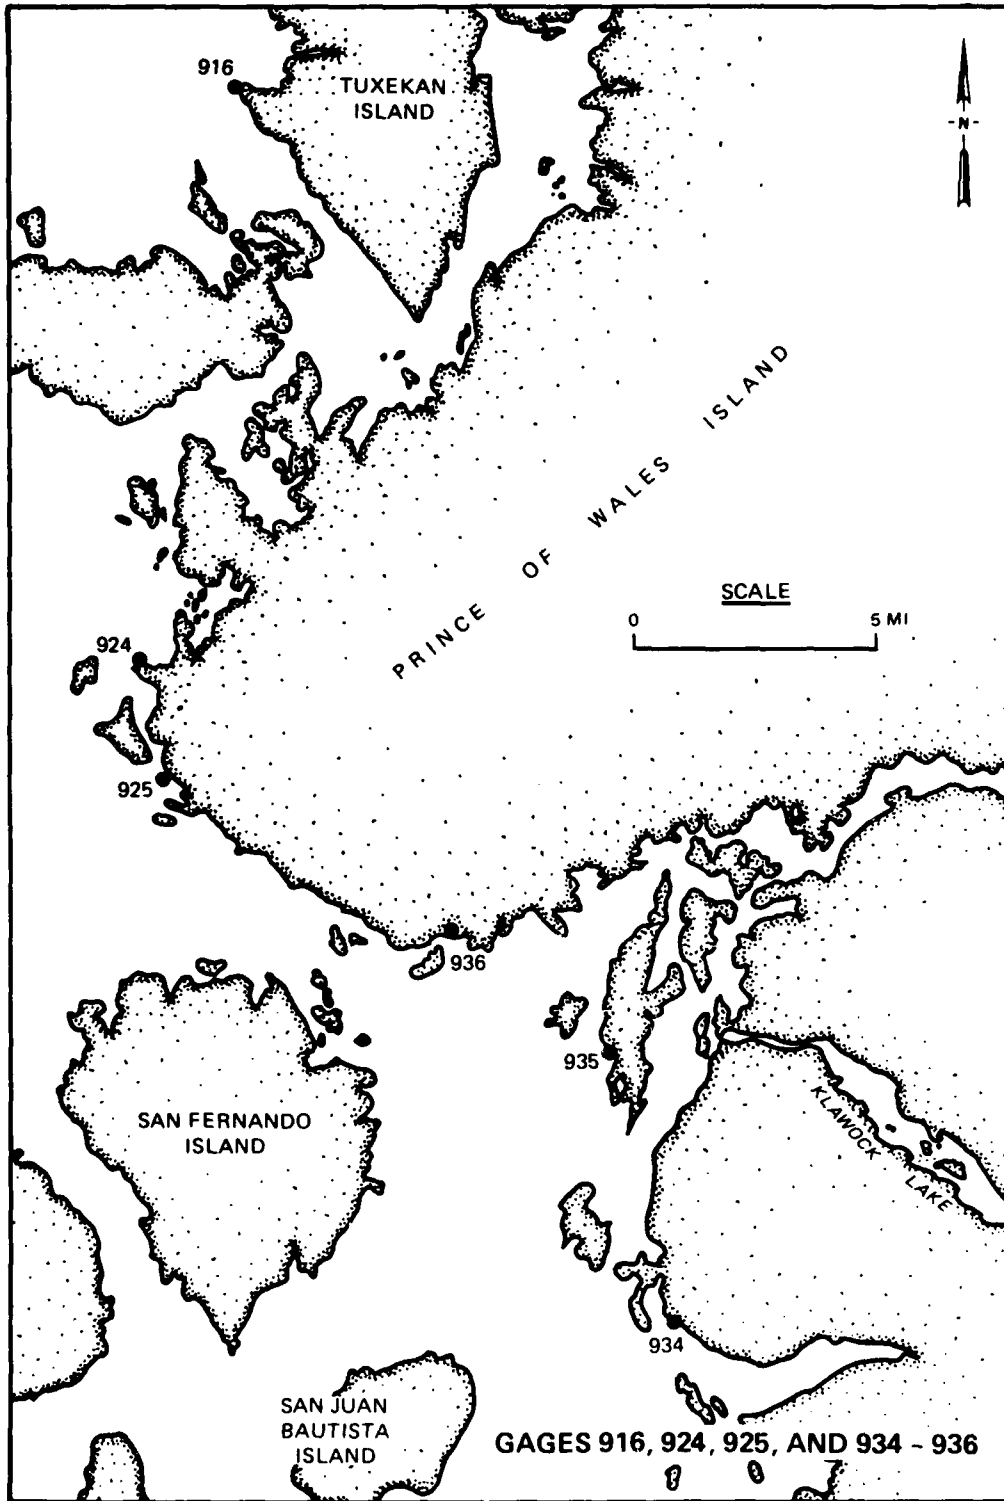 916
TUXEKAN
ISLAND
N
PRINCE OF WALES ISLAND
SCALE
0 5 MI
924
925
936
935
SAN FERNANDO
ISLAND
KLAWOCK LAKE
934
SAN JUAN
BAUTISTA
ISLAND
GAGES 916, 924, 925, AND 934 - 936